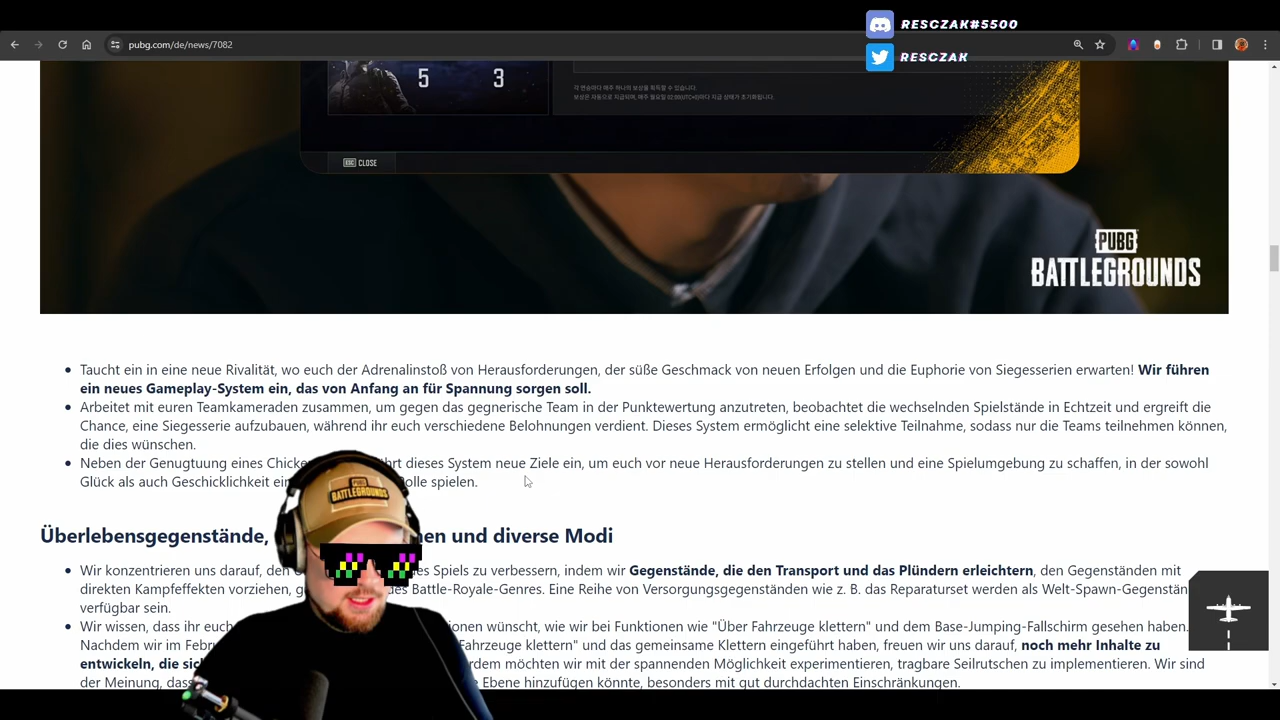 RESCZAK#5500
pubg.com/de/news/7082
RESCZAK
5 3
ESC CLOSE
PUBG
BATTLEGROUNDS
Taucht ein in eine neue Rivalität, wo euch der Adrenalinstoß von Herausforderungen, der süße Geschmack von neuen Erfolgen und die Euphorie von Siegesserien erwarten! Wir führen
ein neues Gameplay-System ein, das von Anfang an für Spannung sorgen soll.
Arbeitet mit euren Teamkameraden zusammen, um gegen das gegnerische Team in der Punktewertung anzutreten, beobachtet die wechselnden Spielstände in Echtzeit und ergreift die
Chance, eine Siegesserie aufzubauen, während ihr euch verschiedene Belohnungen verdient. Dieses System ermöglicht eine selektive Teilnahme, sodass nur die Teams teilnehmen können,
die dies wünschen.
Neben der Genugtuung eines Chicke dieses System neue Ziele ein, um euch vor neue Herausforderungen zu stellen und eine Spielumgebung zu schaffen, in der sowohl
Glück als auch Geschicklichkeit ein Rolle spielen.
Überlebensgegenstände, und diverse Modi
Wir konzentrieren uns darauf, den Spiels zu verbessern, indem wir Gegenstände, die den Transport und das Plündern erleichtern, den Gegenständen mit
direkten Kampfeffekten vorziehen, des Battle-Royale-Genres. Eine Reihe von Versorgungsgegenständen wie z. B. das Reparaturset werden als Welt-Spawn-Gegenstän
verfügbar sein.
Wir wissen, dass ihr euch wünscht, wie wir bei Funktionen wie "Über Fahrzeuge klettern" und dem Base-Jumping-Fallschirm gesehen haben.
Nachdem wir im Febru Fahrzeuge klettern" und das gemeinsame Klettern eingeführt haben, freuen wir uns darauf, noch mehr Inhalte zu
entwickeln, die sic möchten wir mit der spannenden Möglichkeit experimentieren, tragbare Seilrutschen zu implementieren. Wir sind
der Meinung, dass Ebene hinzufügen könnte, besonders mit gut durchdachten Einschränkungen.
BATTLEGROUNDS